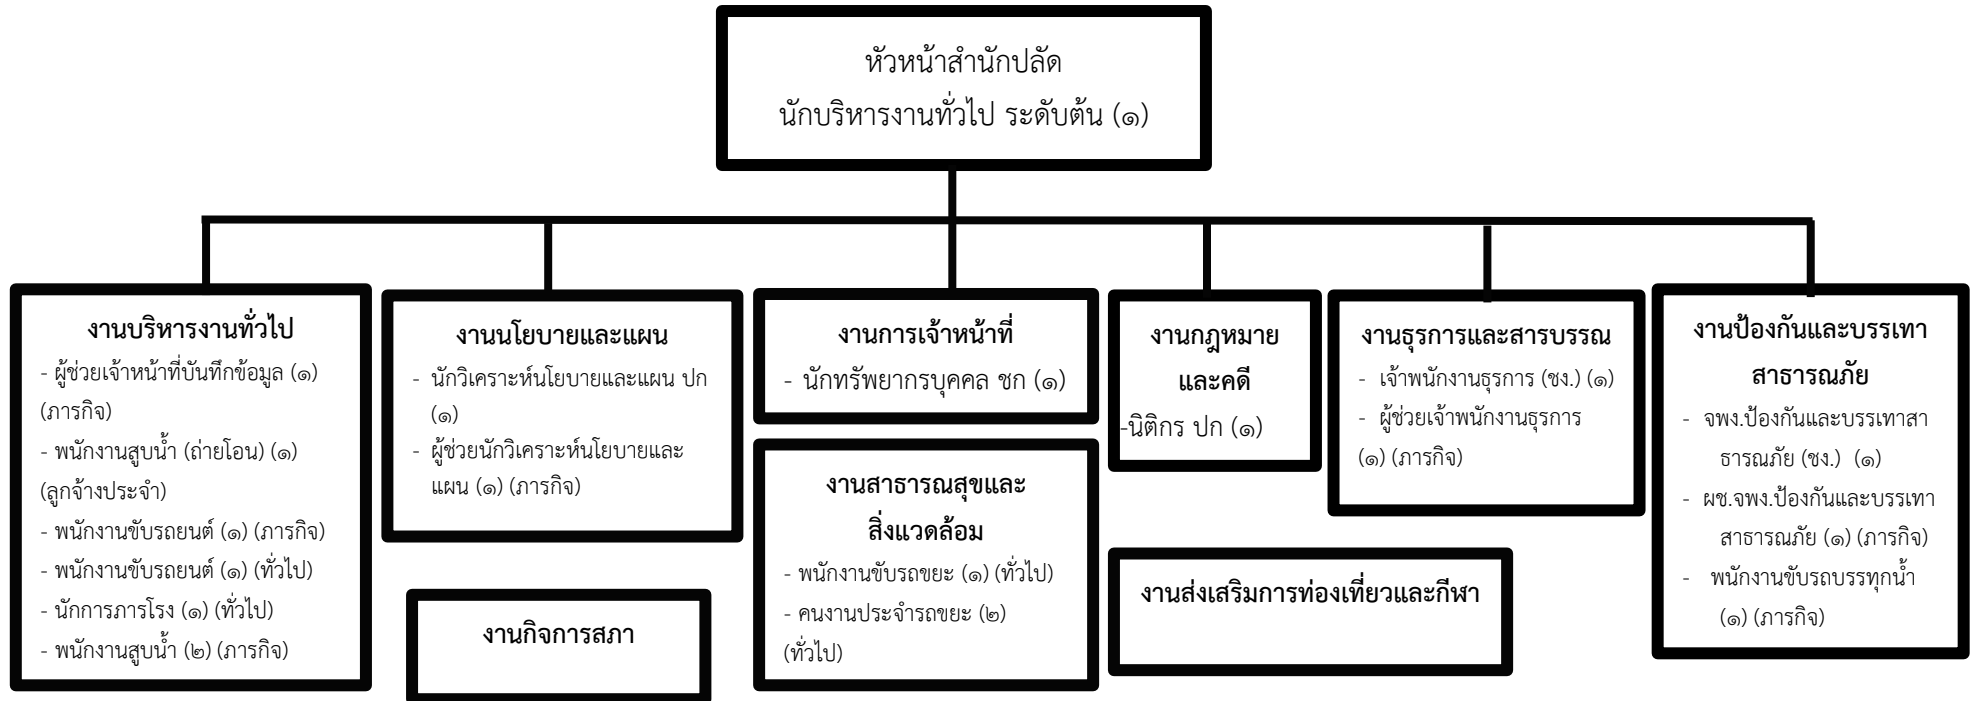 หัวหน้าสำนักปลัด
นักบริหารงานทั่วไป ระดับต้น (๑)
งานบริหารงานทั่วไป
- ผู้ช่วยเจ้าหน้าที่บันทึกข้อมูล (๑)
(ภารกิจ)
- พนักงานสูบน้ำ (ถ่ายโอน) (๑)
(ลูกจ้างประจำ)
- พนักงานขับรถยนต์ (๑) (ภารกิจ)
- พนักงานขับรถยนต์ (๑) (ทั่วไป)
- นักการภารโรง (๑) (ทั่วไป)
- พนักงานสูบน้ำ (๒) (ภารกิจ)
งานนโยบายและแผน
- นักวิเคราะห์นโยบายและแผน ปก
(๑)
- ผู้ช่วยนักวิเคราะห์นโยบายและ
แผน (๑) (ภารกิจ)
งานกิจการสภา
งานการเจ้าหน้าที่
- นักทรัพยากรบุคคล ชก (๑)
งานสาธารณสุขและ
สิ่งแวดล้อม
- พนักงานขับรถขยะ (๑) (ทั่วไป)
- คนงานประจำรถขยะ (๒)
(ทั่วไป)
งานกฎหมาย
และคดี
-นิติกร ปก (๑)
งานธุรการและสารบรรณ
- เจ้าพนักงานธุรการ (ชง.) (๑)
- ผู้ช่วยเจ้าพนักงานธุรการ
(๑) (ภารกิจ)
งานส่งเสริมการท่องเที่ยวและกีฬา
งานป้องกันและบรรเทา
สาธารณภัย
- จพง.ป้องกันและบรรเทาสา
ธารณภัย (ชง.) (๑)
- ผช.จพง.ป้องกันและบรรเทา
สาธารณภัย (๑) (ภารกิจ)
- พนักงานขับรถบรรทุกน้ำ
(๑) (ภารกิจ)